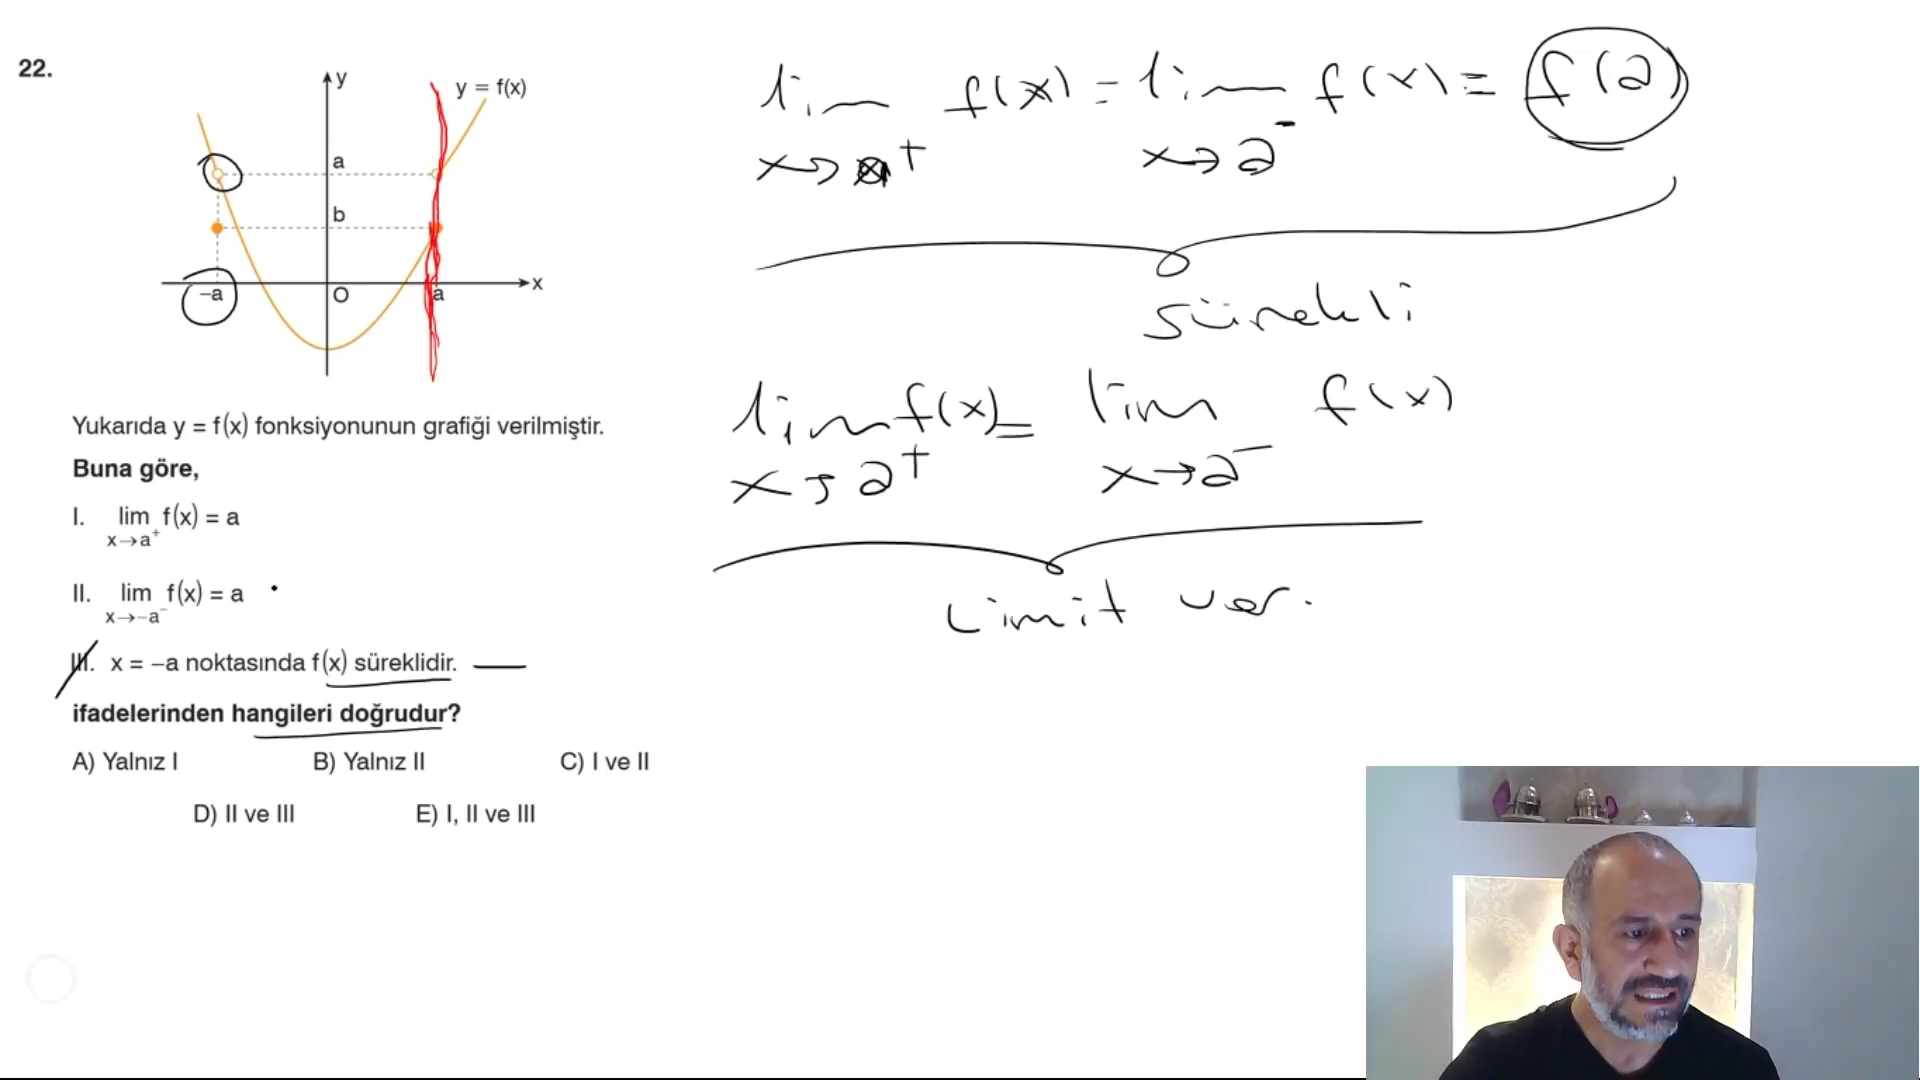 22.
y
y = f(x)
a
b
x
–a
O
a
Yukarıda y = f(x) fonksiyonunun grafiği verilmiştir.
Buna göre,
I. lim f(x) = a
x→a⁺
II. lim f(x) = a
x→–a⁻
III. x = –a noktasında f(x) süreklidir.
ifadelerinden hangileri doğrudur?
A) Yalnız I B) Yalnız II C) I ve II
D) II ve III E) I, II ve III
lim f(x) = lim f(x) = f(a)
x→a⁺ x→a⁻
sürekli
lim f(x) = lim f(x)
x→a⁺ x→a⁻
Limit var.